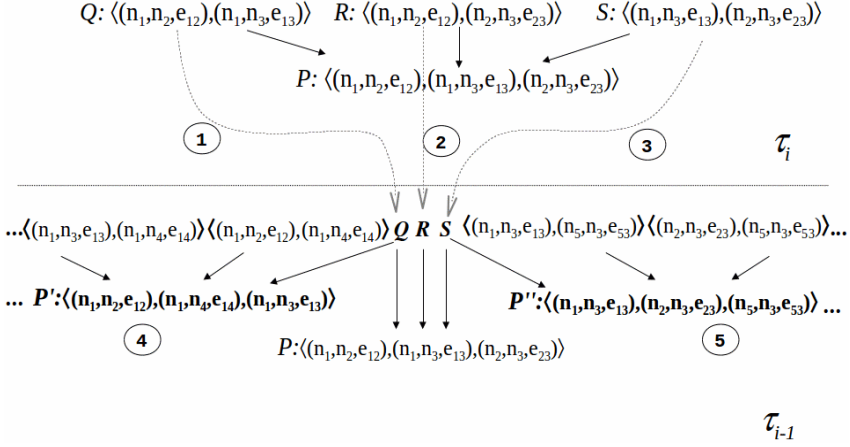 Q: ⟨(n₁,n₂,e₁₂),(n₁,n₃,e₁₃)⟩ R: ⟨(n₁,n₂,e₁₂),(n₂,n₃,e₂₃)⟩ S: ⟨(n₁,n₃,e₁₃),(n₂,n₃,e₂₃)⟩
P: ⟨(n₁,n₂,e₁₂),(n₁,n₃,e₁₃),(n₂,n₃,e₂₃)⟩
1 2 3 τᵢ
...⟨(n₁,n₃,e₁₃),(n₁,n₄,e₁₄)⟩⟨(n₁,n₂,e₁₂),(n₁,n₄,e₁₄)⟩ Q R S ⟨(n₁,n₃,e₁₃),(n₅,n₃,e₅₃)⟩⟨(n₂,n₃,e₂₃),(n₅,n₃,e₅₃)⟩...
... P':⟨(n₁,n₂,e₁₂),(n₁,n₄,e₁₄),(n₁,n₃,e₁₃)⟩ P'':⟨(n₁,n₃,e₁₃),(n₂,n₃,e₂₃),(n₅,n₃,e₅₃)⟩ ...
4 5
P:⟨(n₁,n₂,e₁₂),(n₁,n₃,e₁₃),(n₂,n₃,e₂₃)⟩
τᵢ₋₁